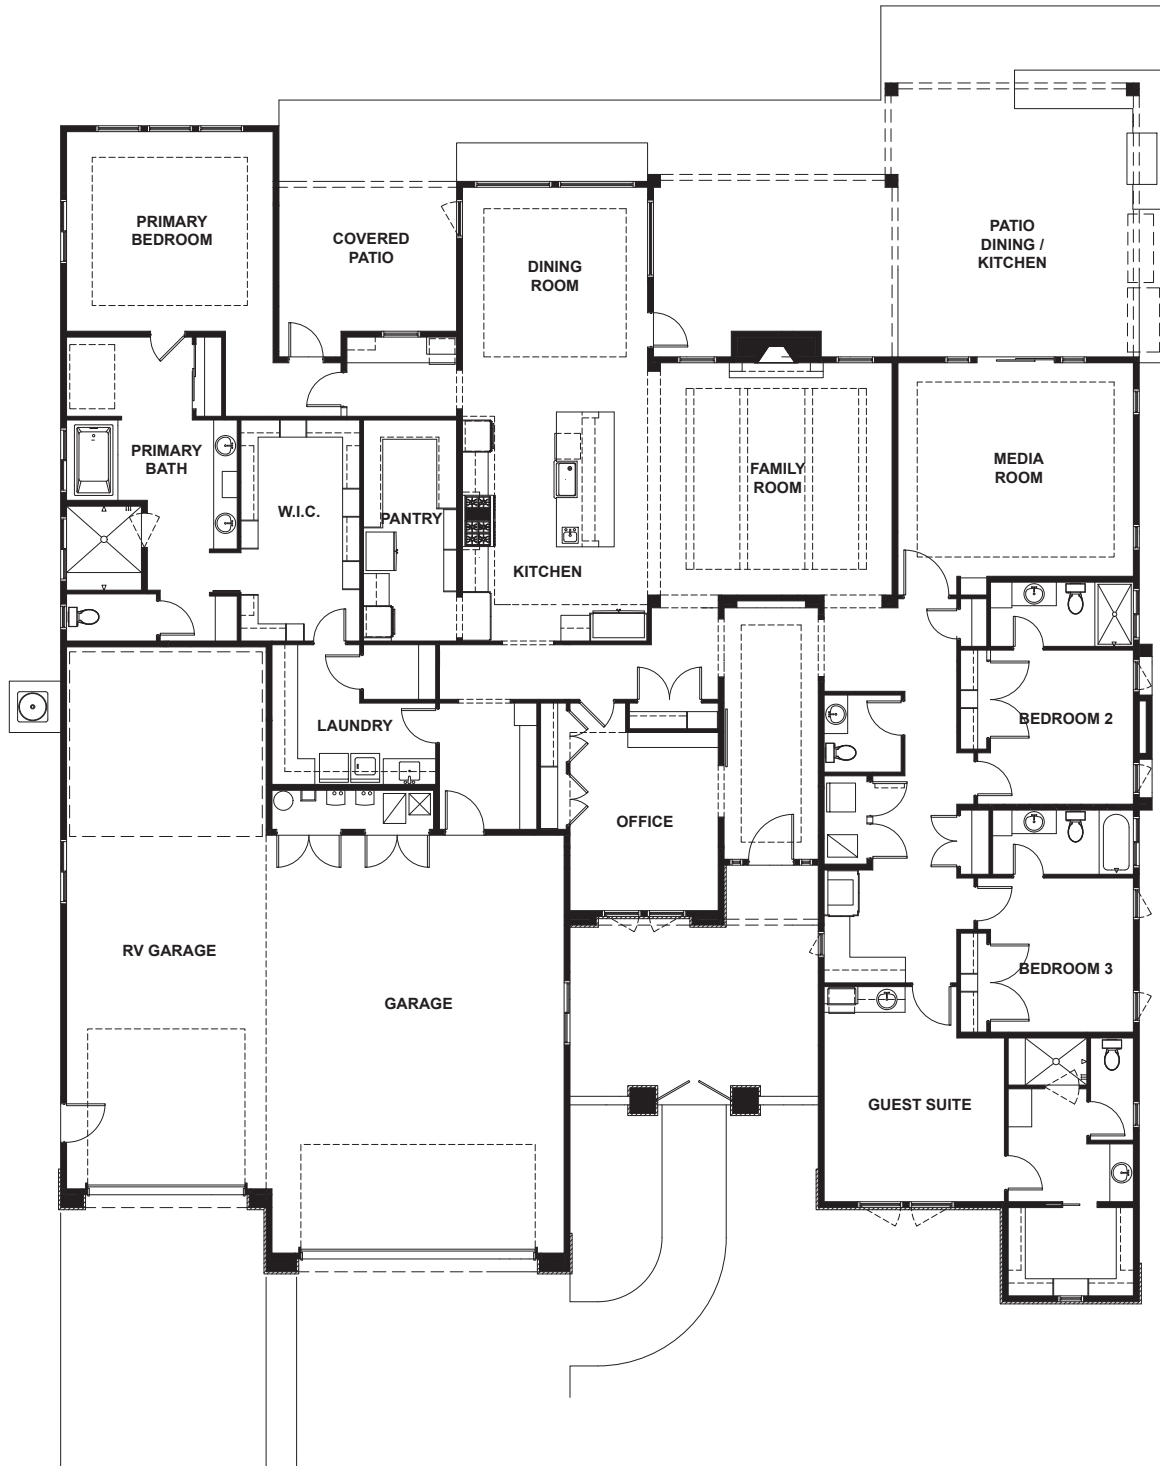 PRIMARY
BEDROOM
COVERED
PATIO
DINING
ROOM
PATIO
DINING /
KITCHEN
PRIMARY
BATH
W.I.C.
PANTRY
KITCHEN
FAMILY
ROOM
MEDIA
ROOM
LAUNDRY
OFFICE
BEDROOM 2
RV GARAGE
GARAGE
BEDROOM 3
GUEST SUITE